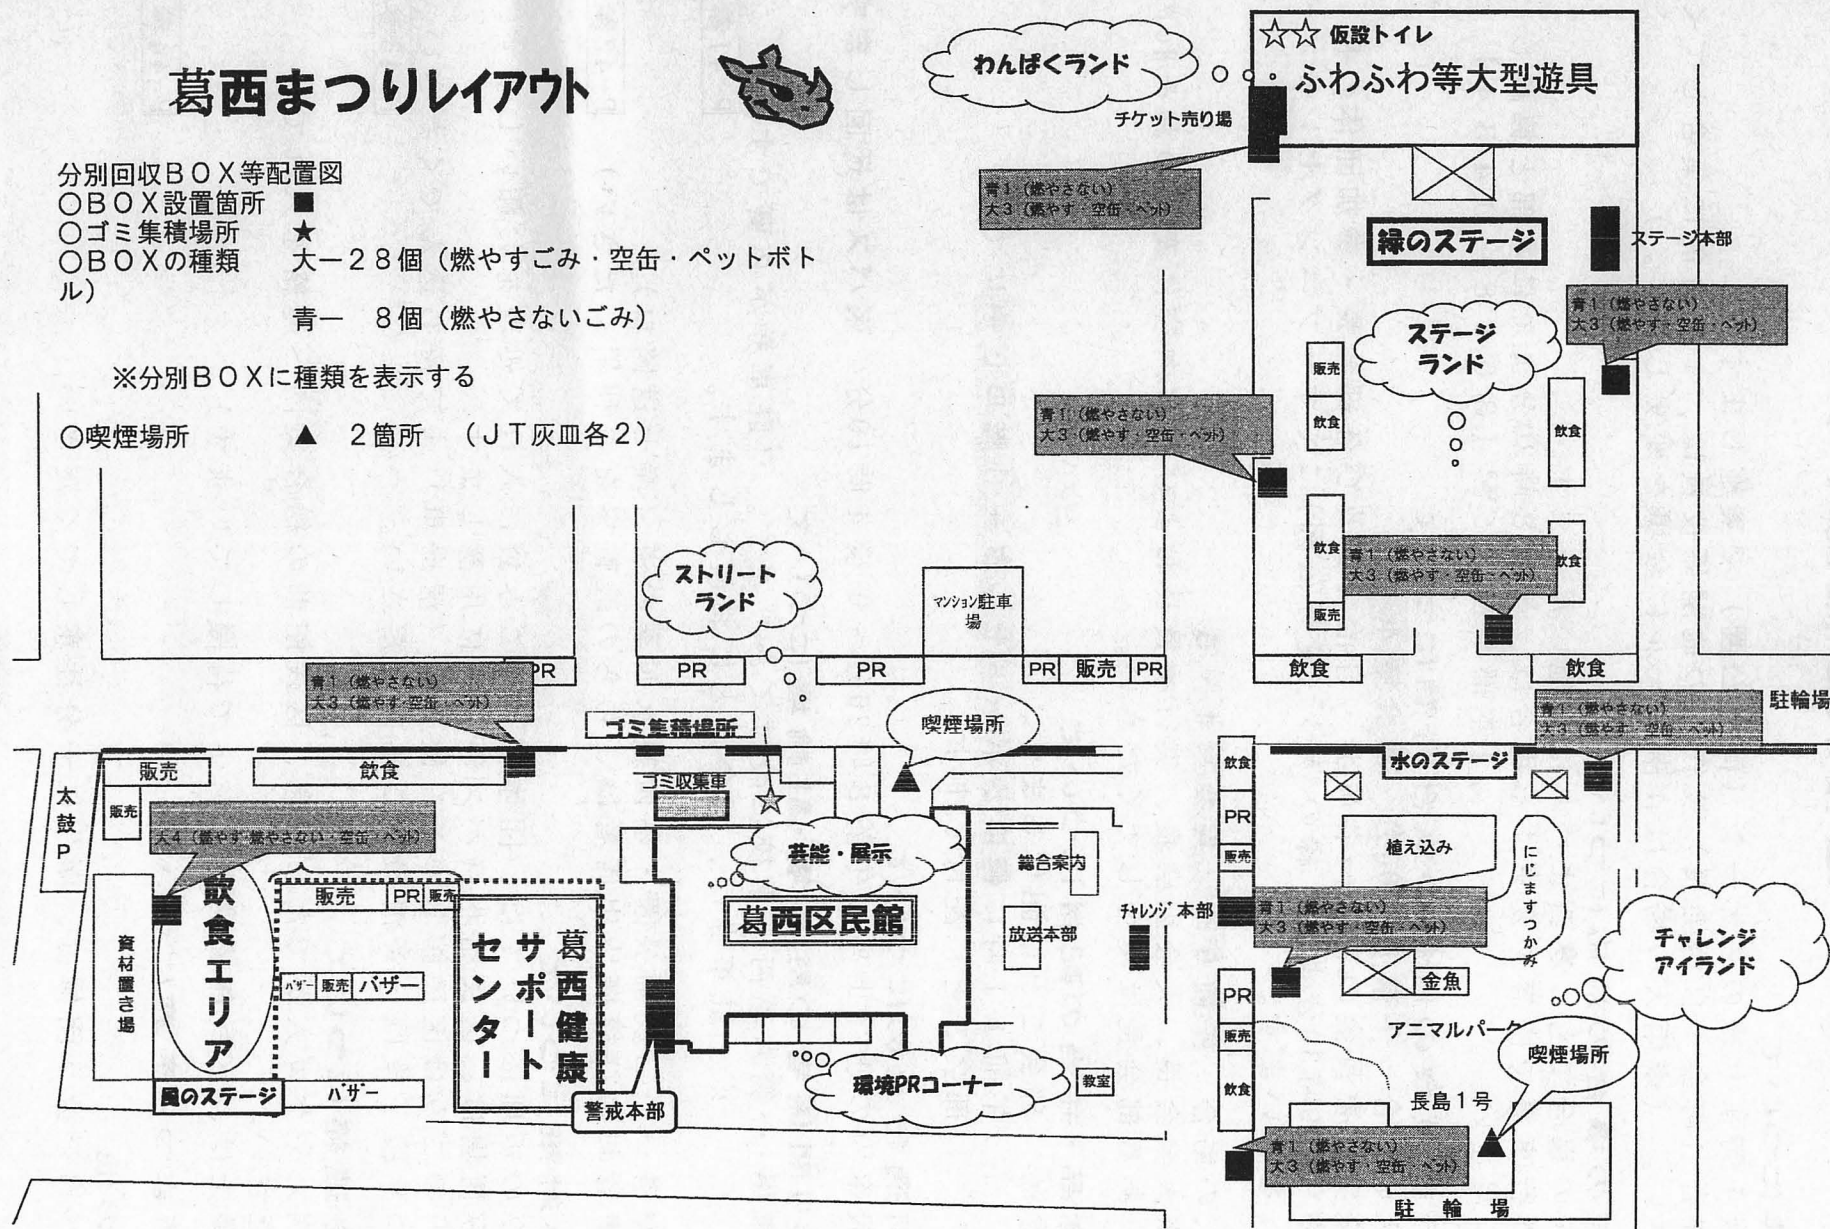 葛西まつりレイアウト
分別回収ＢＯＸ等配置図
○ＢＯＸ設置箇所　■
○ゴミ集積場所　★
○ＢＯＸの種類　大ー２８個（燃やすごみ・空缶・ペットボト
ル）
青ー　８個（燃やさないごみ）
※分別ＢＯＸに種類を表示する
○喫煙場所　▲　２箇所　（ＪＴ灰皿各２）
わんぱくランド
☆☆ 仮設トイレ
ふわふわ等大型遊具
チケット売り場
青１（燃やさない）
大３（燃やす・空缶・ペット）
緑のステージ
ステージ本部
青１（燃やさない）
大３（燃やす・空缶・ペット）
ステージ
ランド
販売
飲食
飲食
青１（燃やさない）
大３（燃やす・空缶・ペット）
飲食
青１（燃やさない）
大３（燃やす・空缶・ペット）
飲食
販売
ストリート
ランド
マンション駐車
場
PR
PR
PR
PR
販売
PR
飲食
飲食
青１（燃やさない）
大３（燃やす・空缶・ペット）
ゴミ集積場所
喫煙場所
青１（燃やさない）
大３（燃やす・空缶・ペット）
駐輪場
太鼓Ｐ
販売
飲食
販売
大４（燃やす・燃やさない・空缶・ペット）
ゴミ収集車
芸能・展示
葛西区民館
総合案内
放送本部
チャレンジ本部
飲食
PR
販売
水のステージ
植え込み
にじますつかみ
青１（燃やさない）
大３（燃やす・空缶・ペット）
チャレンジ
アイランド
金魚
アニマルパーク
喫煙場所
長島１号
PR
販売
飲食
青１（燃やさない）
大３（燃やす・空缶・ペット）
駐　輪　場
資材置き場
飲食エリア
販売
PR
販売
バザー
販売
バザー
葛西健康
サポート
センター
風のステージ
バザー
警戒本部
環境PRコーナー
教室